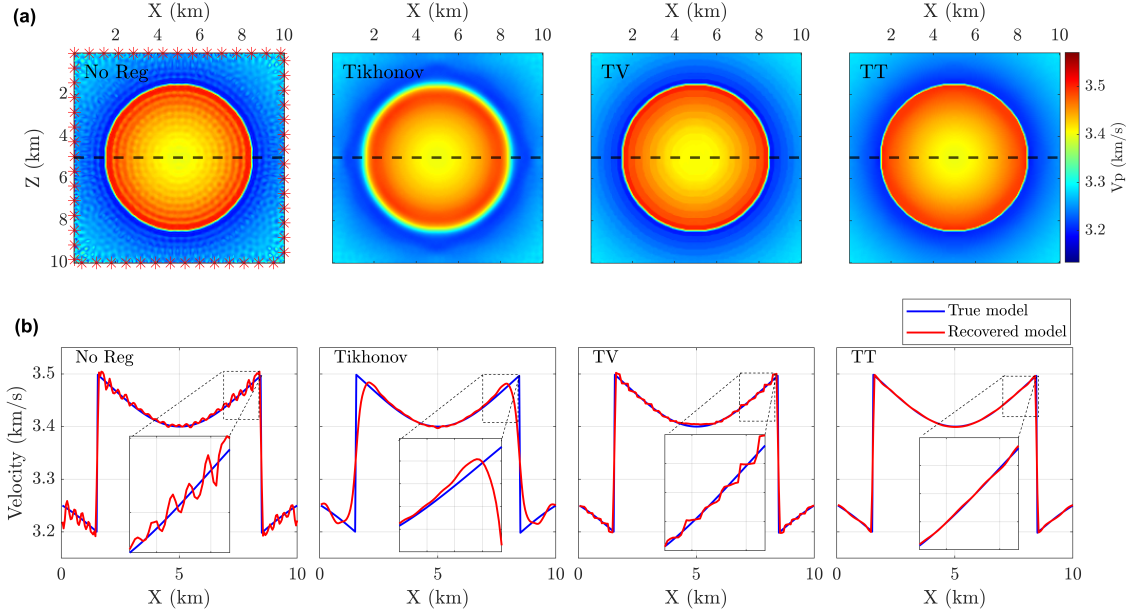 (a)
X (km) X (km) X (km) X (km)
2 4 6 8 10 2 4 6 8 10 2 4 6 8 10 2 4 6 8 10
No Reg Tikhonov TV TT
2
4
6
8
10
Z (km)
3.5
3.4
3.3
3.2
Vp (km/s)
(b)
True model
Recovered model
No Reg Tikhonov TV TT
3.5
3.4
3.3
3.2
Velocity (km/s)
0 5 10 0 5 10 0 5 10 0 5 10
X (km) X (km) X (km) X (km)